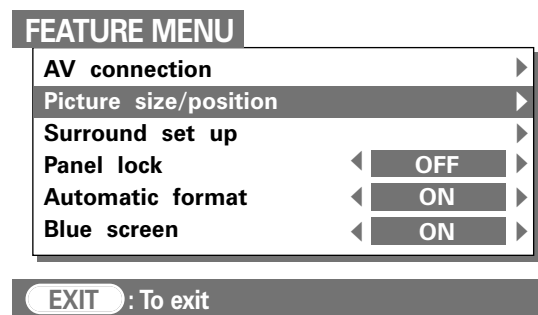 FEATURE MENU
AV connection
Picture size/position
Surround set up
Panel lock OFF
Automatic format ON
Blue screen ON
EXIT : To exit